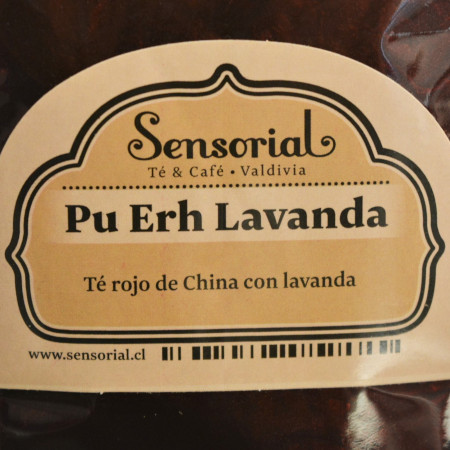 Sensorial
Té & Café • Valdivia
Pu Erh Lavanda
Té rojo de China con lavanda
www.sensorial.cl